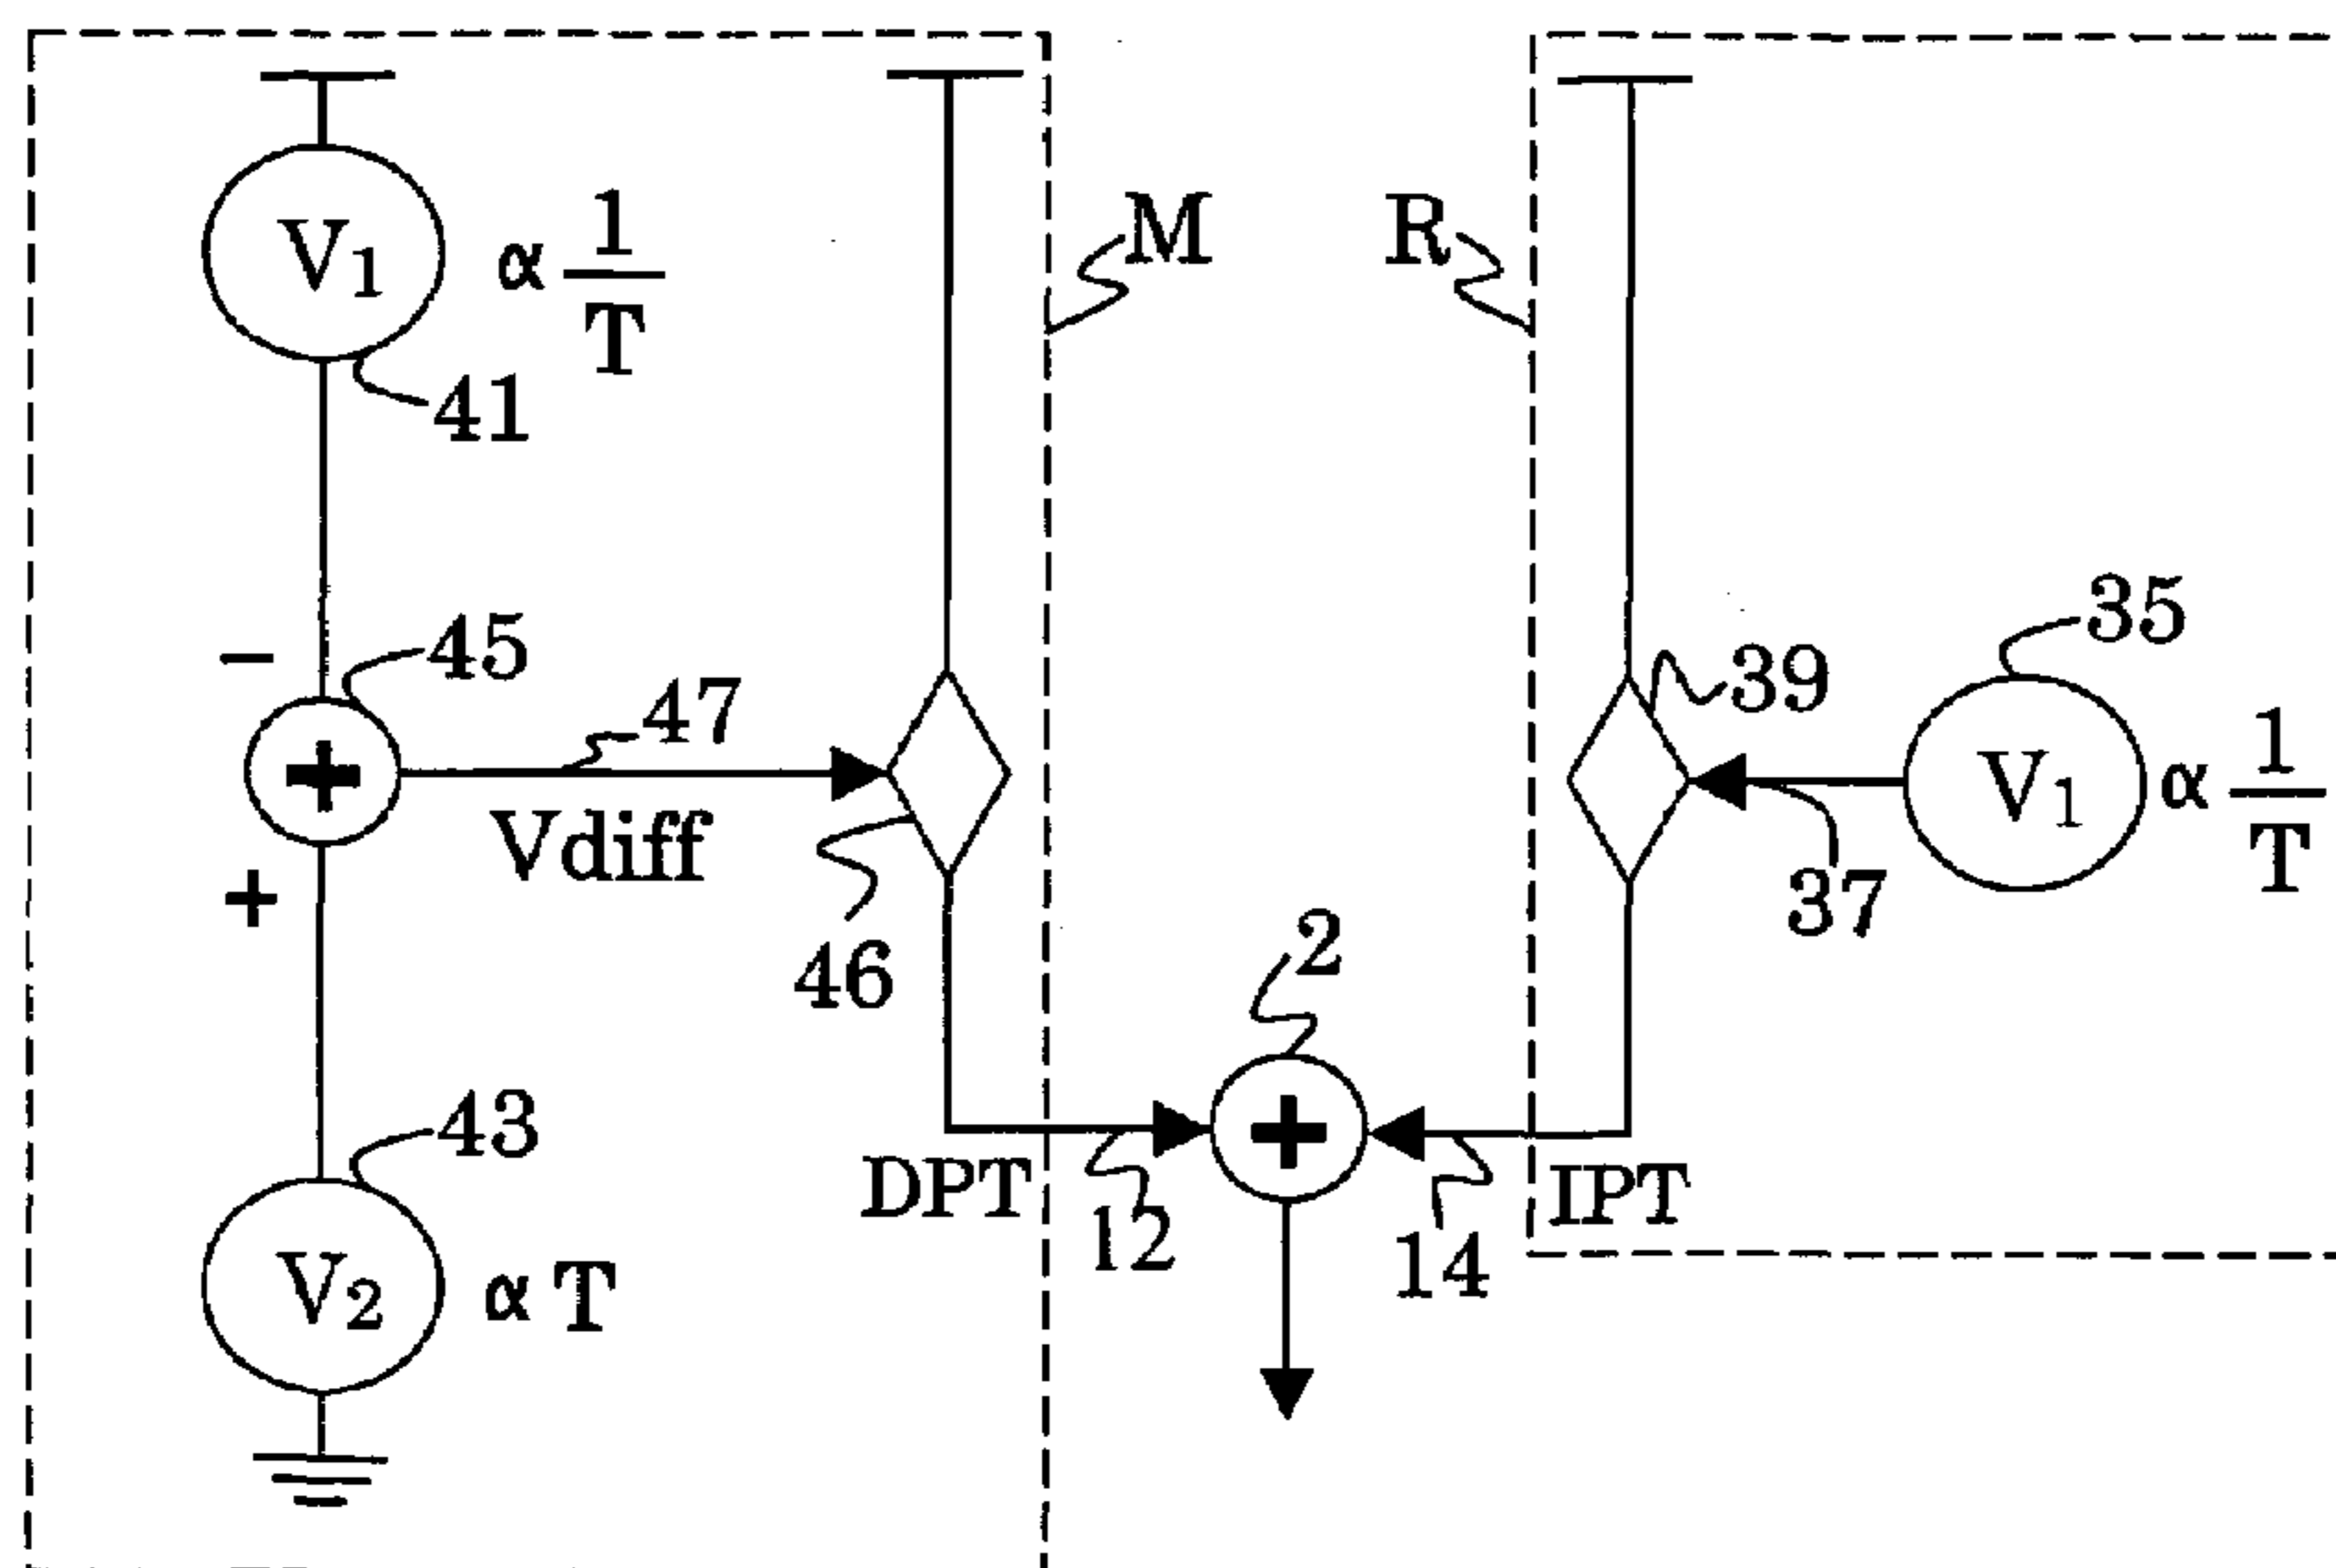 V1 α 1/T
41
M
R
45
−
47
Vdiff
+
46
39
35
V1 α 1/T
37
2
43
V2 α T
DPT
12
14
IPT